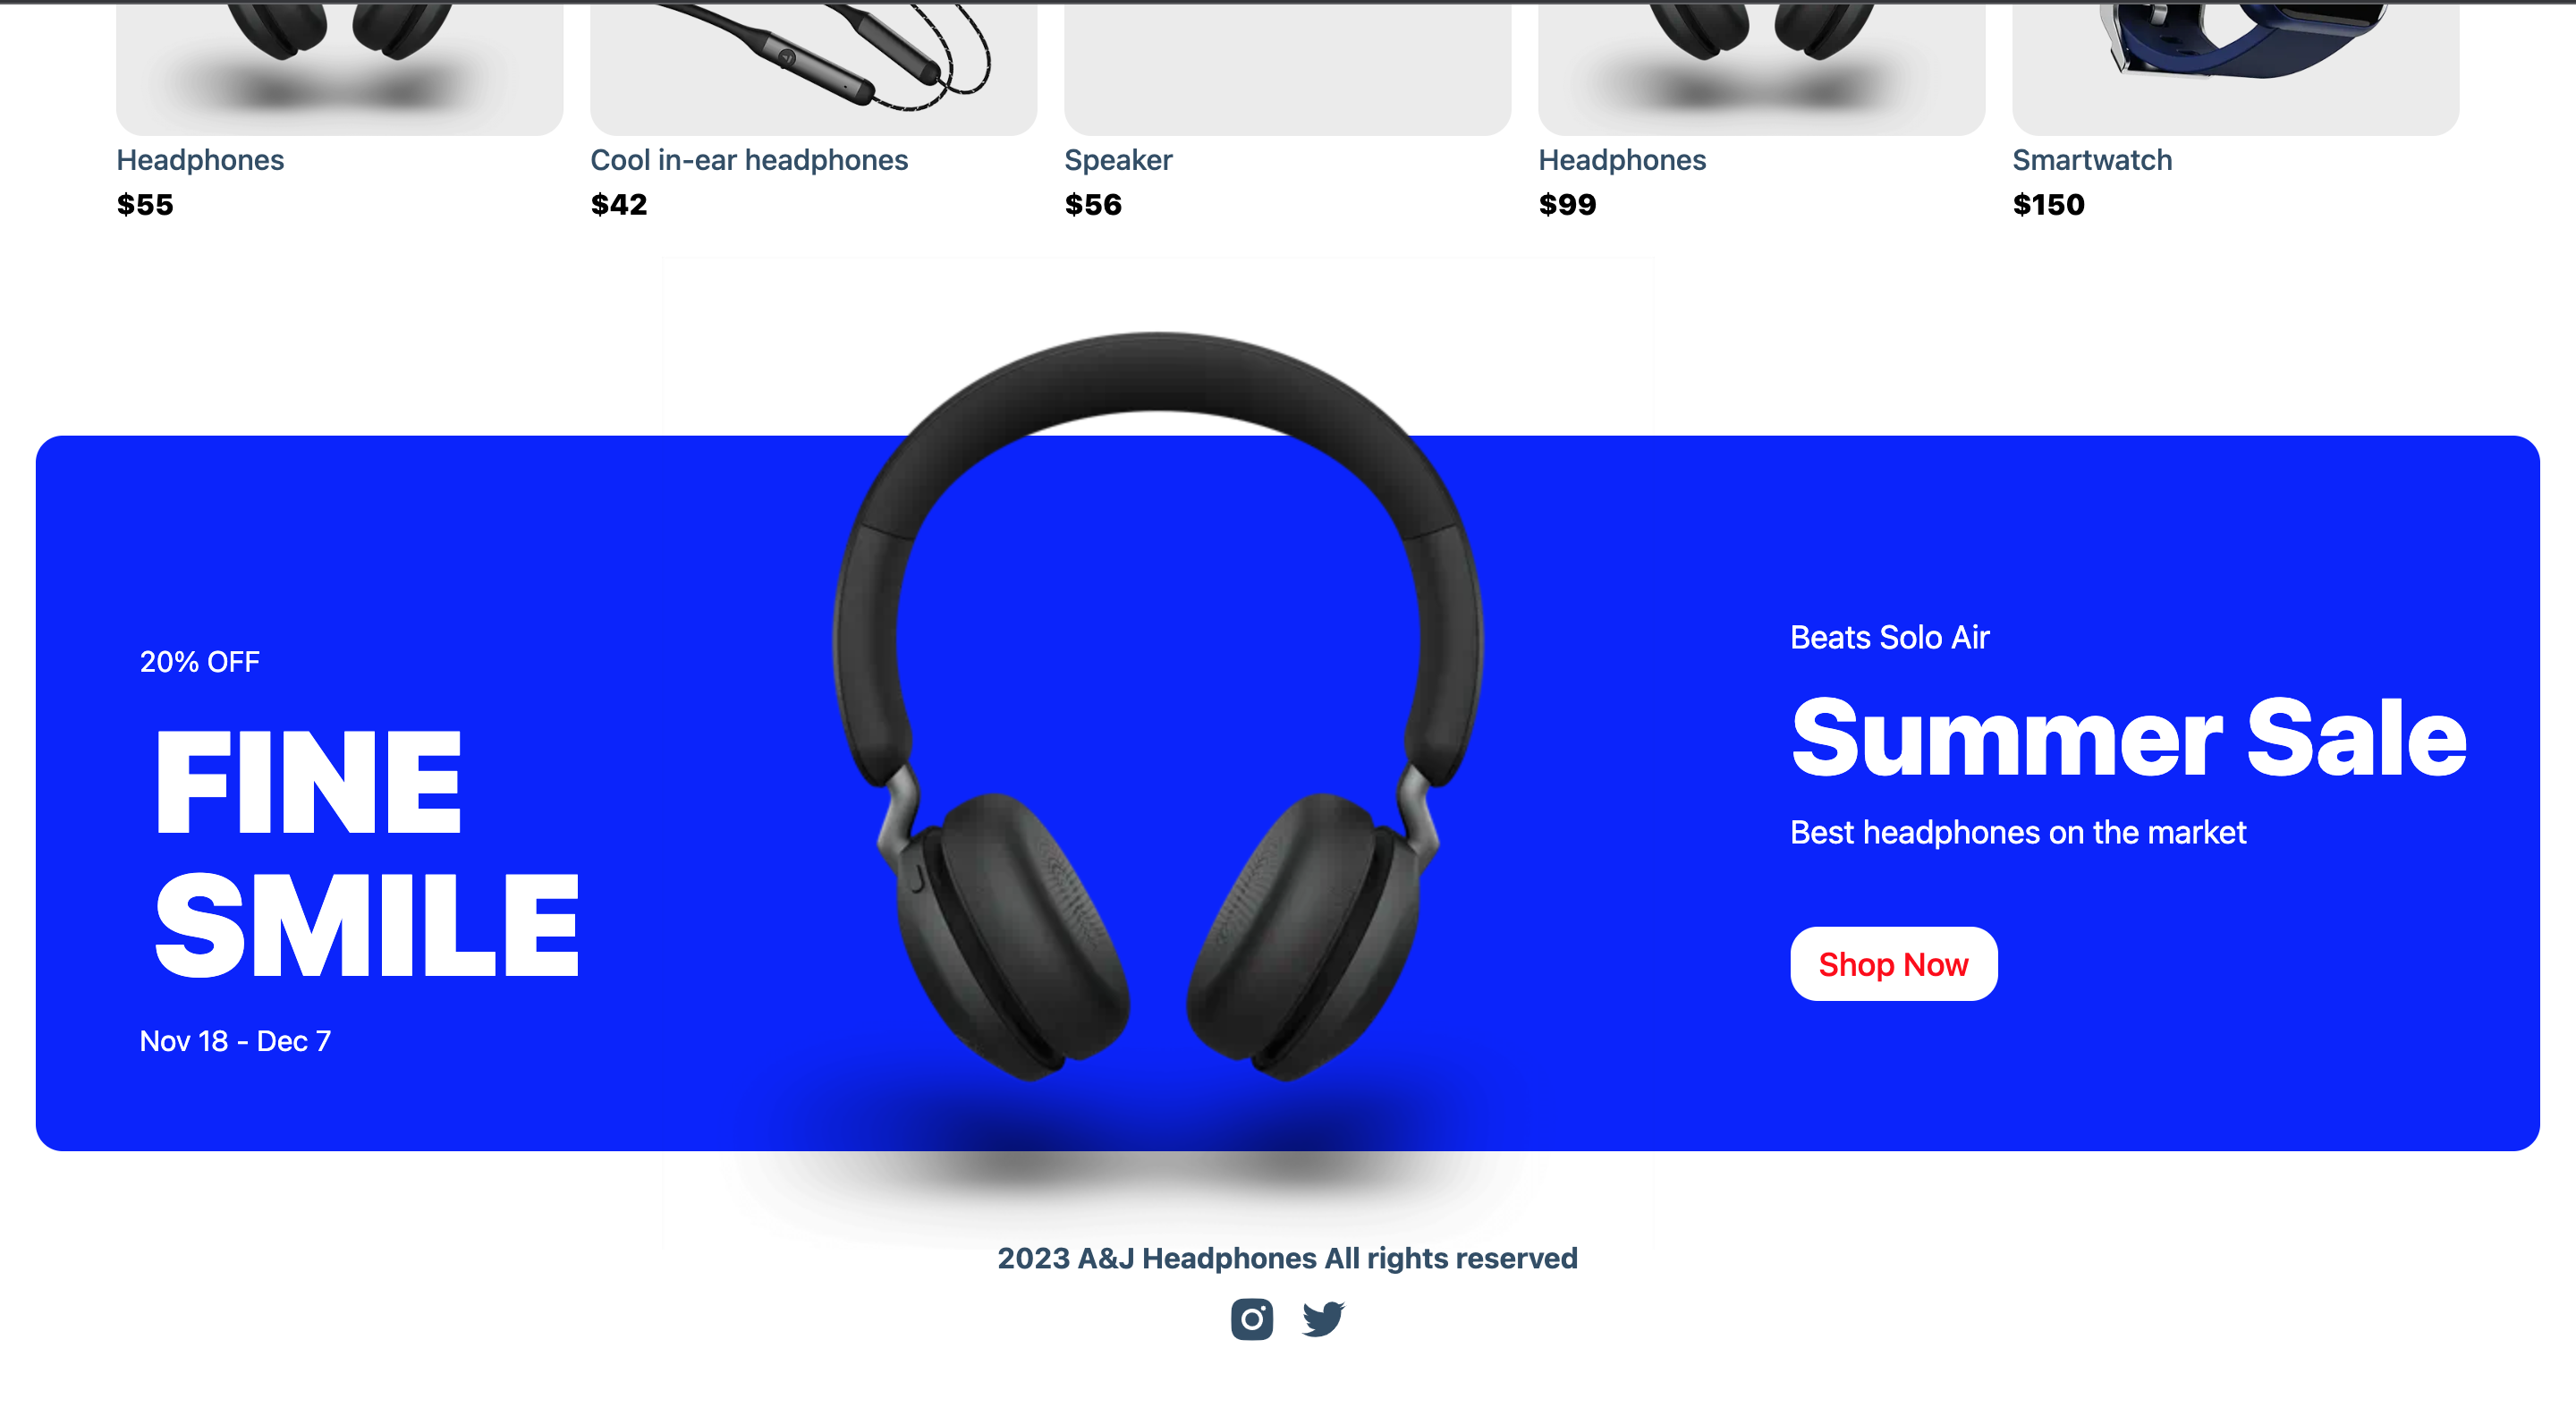 Headphones
$55
Cool in-ear headphones
$42
Speaker
$56
Headphones
$99
Smartwatch
$150
20% OFF
FINE
SMILE
Nov 18 - Dec 7
Beats Solo Air
Summer Sale
Best headphones on the market
Shop Now
2023 A&J Headphones All rights reserved